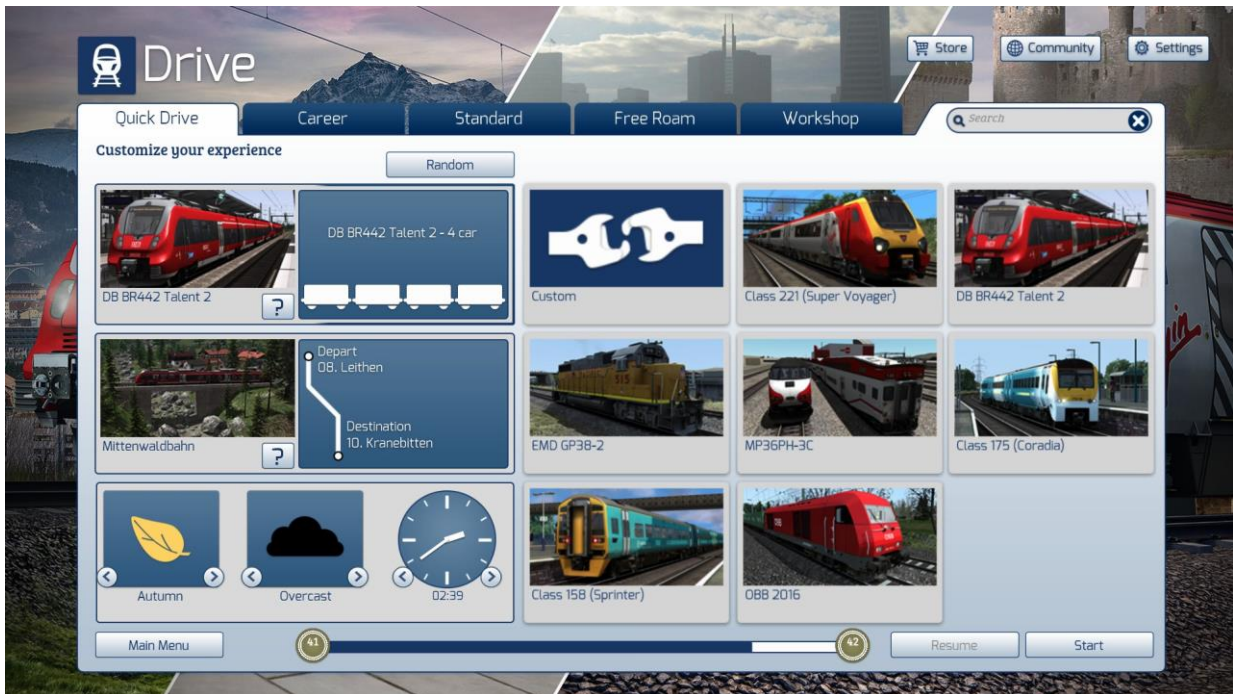 Drive
Store
Community
Settings
Quick Drive
Career
Standard
Free Roam
Workshop
Search
Customize your experience
Random
DB BR442 Talent 2
?
DB BR442 Talent 2 - 4 car
Custom
Class 221 (Super Voyager)
DB BR442 Talent 2
Mittenwaldbahn
?
Depart
08. Leithen
Destination
10. Kranebitten
515
EMD GP38-2
MP36PH-3C
Class 175 (Coradia)
Autumn
Overcast
02:39
Class 158 (Sprinter)
OBB 2016
Main Menu
41
42
Resume
Start